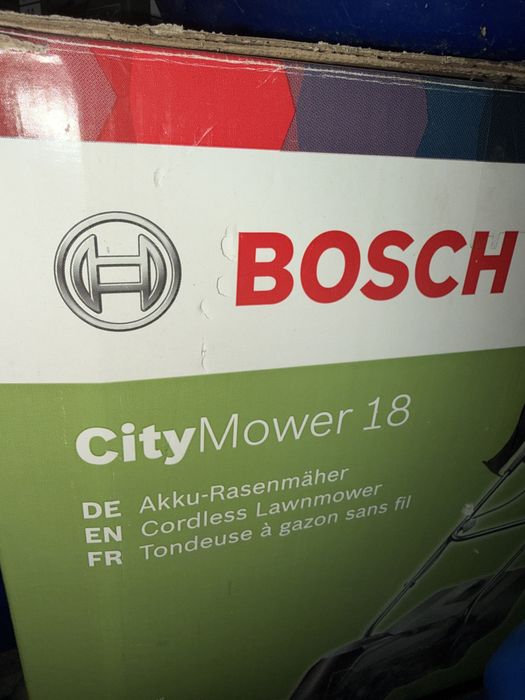 BOSCH
CityMower 18
DE Akku-Rasenmäher
EN Cordless Lawnmower
FR Tondeuse à gazon sans fil